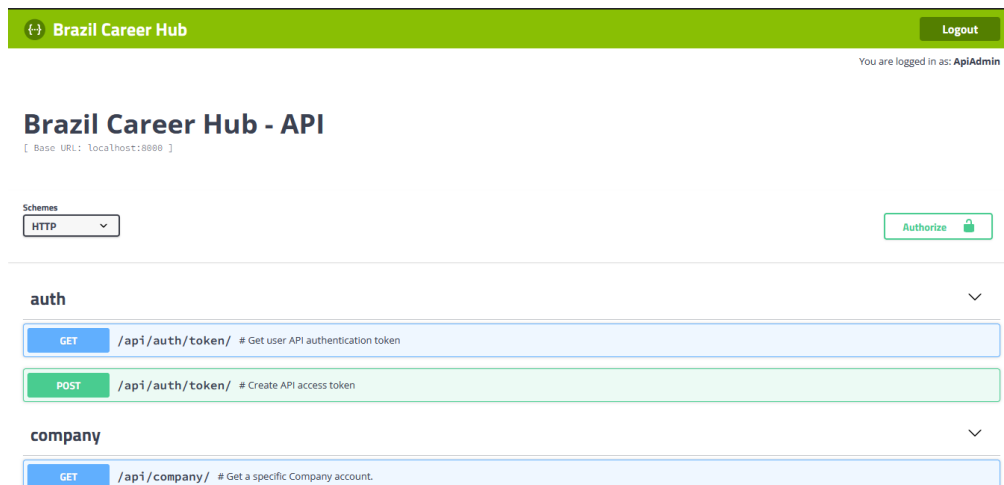 Brazil Career Hub
Logout
You are logged in as: ApiAdmin
Brazil Career Hub - API
[ Base URL: localhost:8000 ]
Schemes
HTTP
Authorize
auth
GET /api/auth/token/ # Get user API authentication token
POST /api/auth/token/ # Create API access token
company
GET /api/company/ # Get a specific Company account.